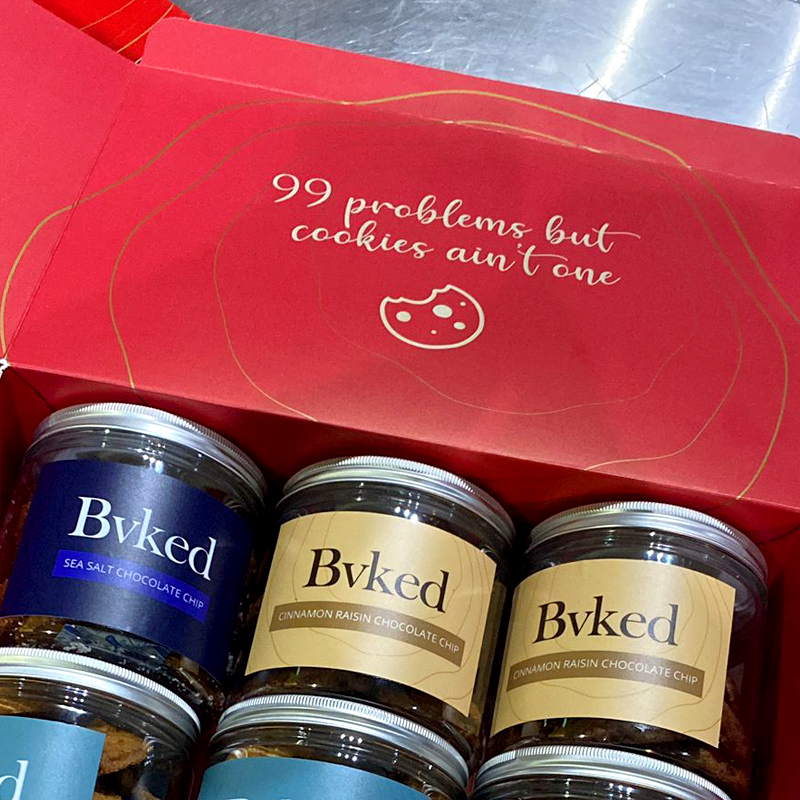 99 problems but
cookies ain't one
Bvked
SEA SALT CHOCOLATE CHIP
Bvked
CINNAMON RAISIN CHOCOLATE CHIP
Bvked
CINNAMON RAISIN CHOCOLATE CHIP